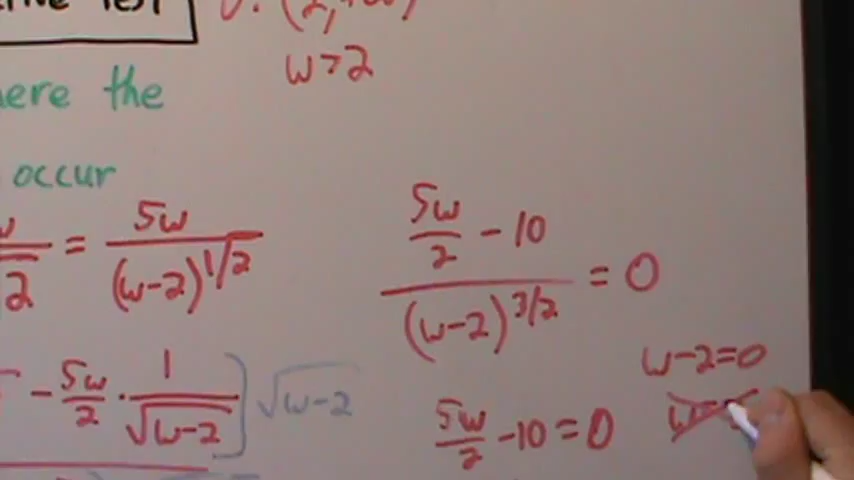 Test
w>2
the
occur
= 5w/(w-2)^1/2
(5w/2 - 10)/(w-2)^3/2 = 0
w-2=0
- 5w/2 · 1/√w-2] √w-2
5w/2 - 10 = 0